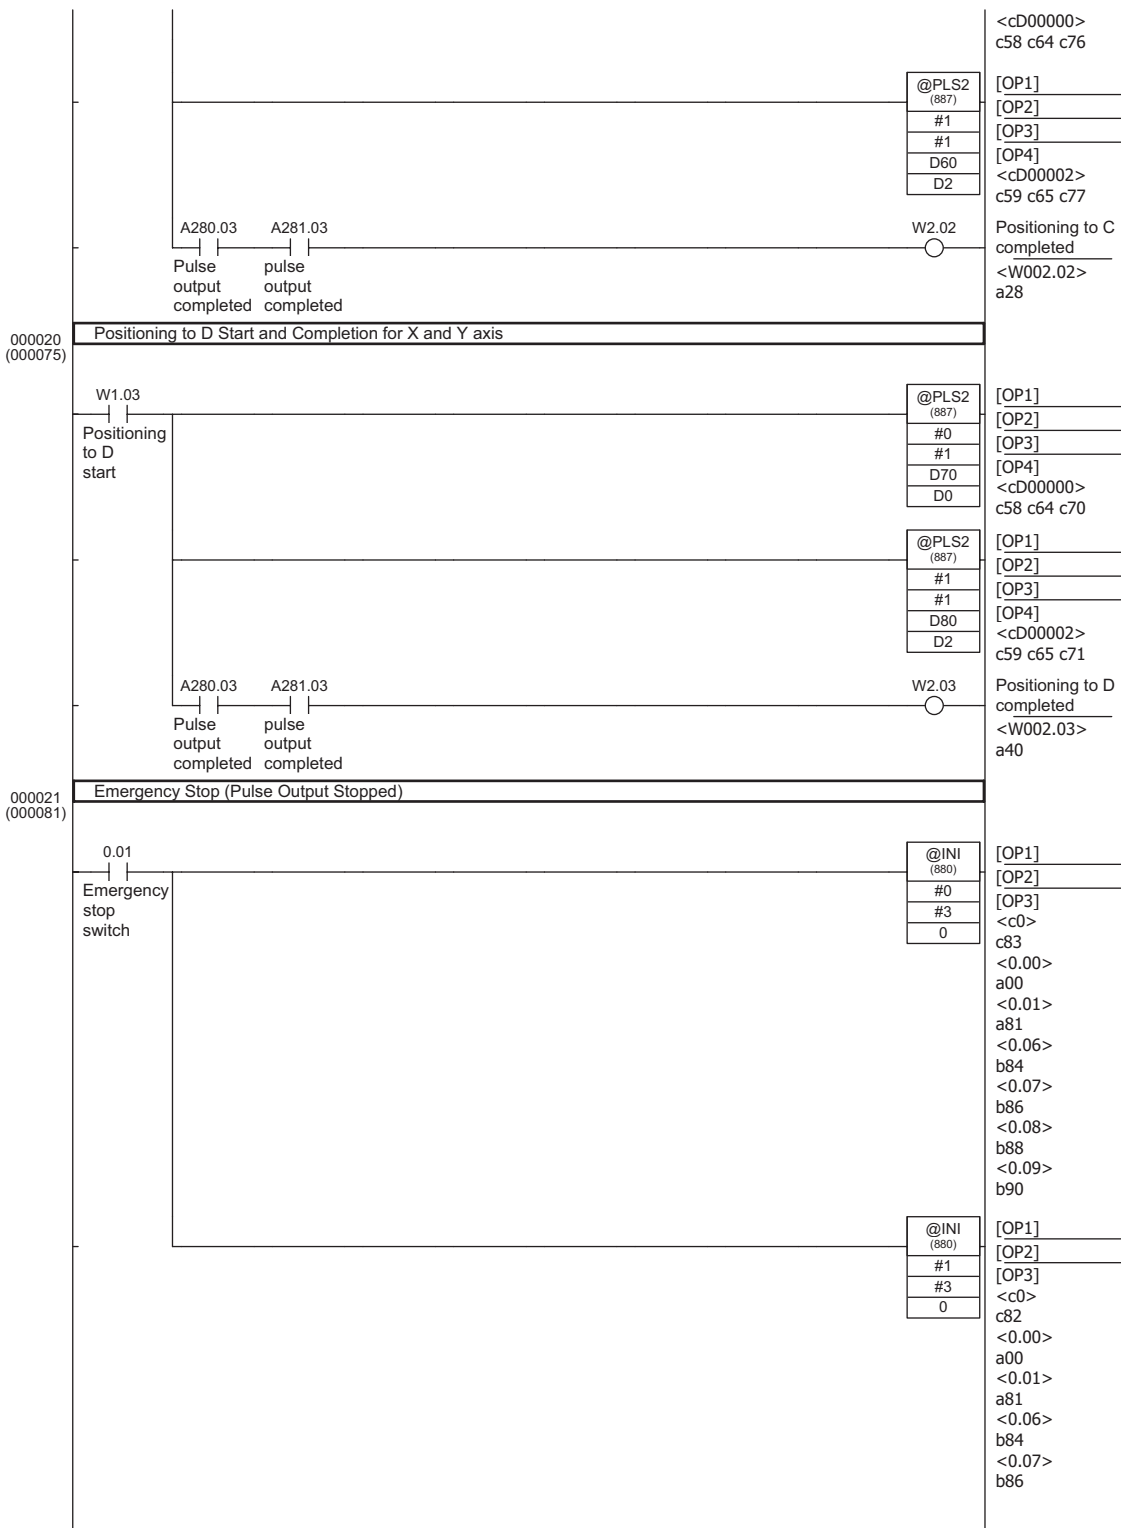 <cD00000>
c58 c64 c76
@PLS2
(887)
#1
#1
D60
D2
[OP1]
[OP2]
[OP3]
[OP4]
<cD00002>
c59 c65 c77
A280.03 A281.03 W2.02
Pulse
output
completed
pulse
output
completed
Positioning to C
completed
<W002.02>
a28
000020
(000075)
Positioning to D Start and Completion for X and Y axis
W1.03
Positioning
to D
start
@PLS2
(887)
#0
#1
D70
D0
[OP1]
[OP2]
[OP3]
[OP4]
<cD00000>
c58 c64 c70
@PLS2
(887)
#1
#1
D80
D2
[OP1]
[OP2]
[OP3]
[OP4]
<cD00002>
c59 c65 c71
A280.03 A281.03 W2.03
Pulse
output
completed
pulse
output
completed
Positioning to D
completed
<W002.03>
a40
000021
(000081)
Emergency Stop (Pulse Output Stopped)
0.01
Emergency
stop
switch
@INI
(880)
#0
#3
0
[OP1]
[OP2]
[OP3]
<c0>
c83
<0.00>
a00
<0.01>
a81
<0.06>
b84
<0.07>
b86
<0.08>
b88
<0.09>
b90
@INI
(880)
#1
#3
0
[OP1]
[OP2]
[OP3]
<c0>
c82
<0.00>
a00
<0.01>
a81
<0.06>
b84
<0.07>
b86